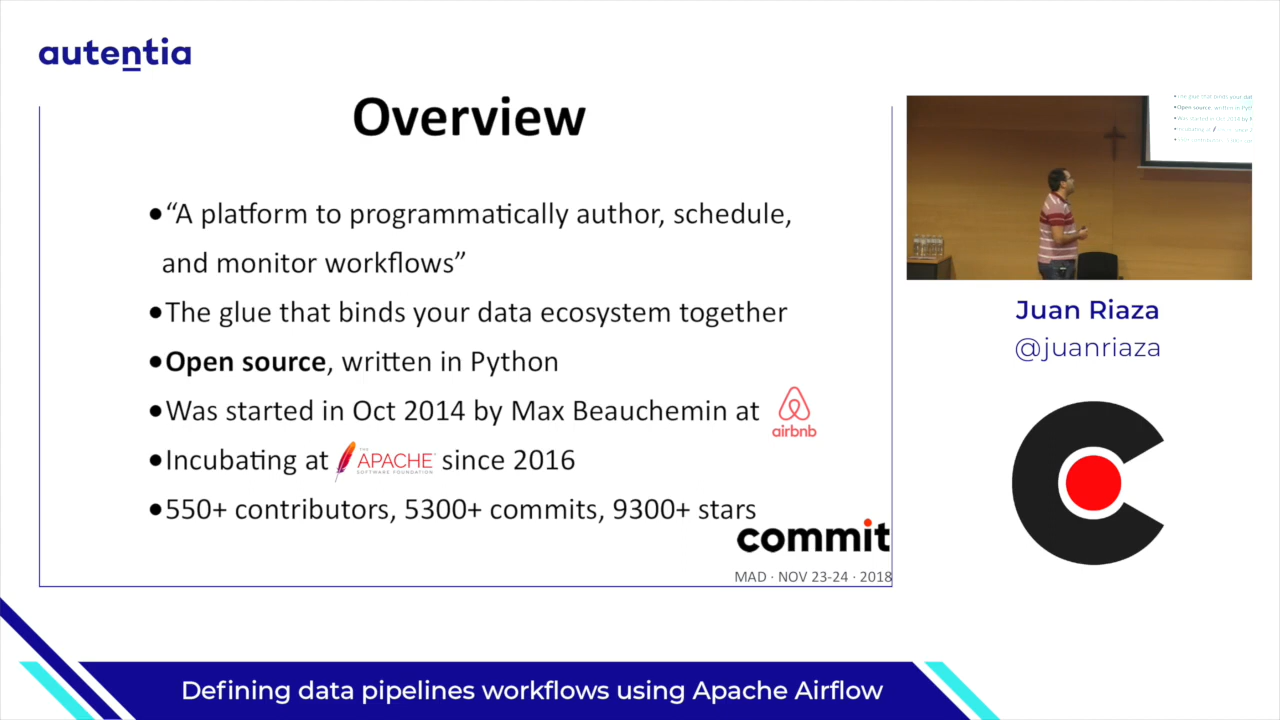 autentia
Overview
•“A platform to programmatically author, schedule,
and monitor workflows”
•The glue that binds your data ecosystem together
•Open source, written in Python
•Was started in Oct 2014 by Max Beauchemin at airbnb
•Incubating at THE APACHE SOFTWARE FOUNDATION since 2016
•550+ contributors, 5300+ commits, 9300+ stars
commit
MAD · NOV 23-24 · 2018
Juan Riaza
@juanriaza
Defining data pipelines workflows using Apache Airflow